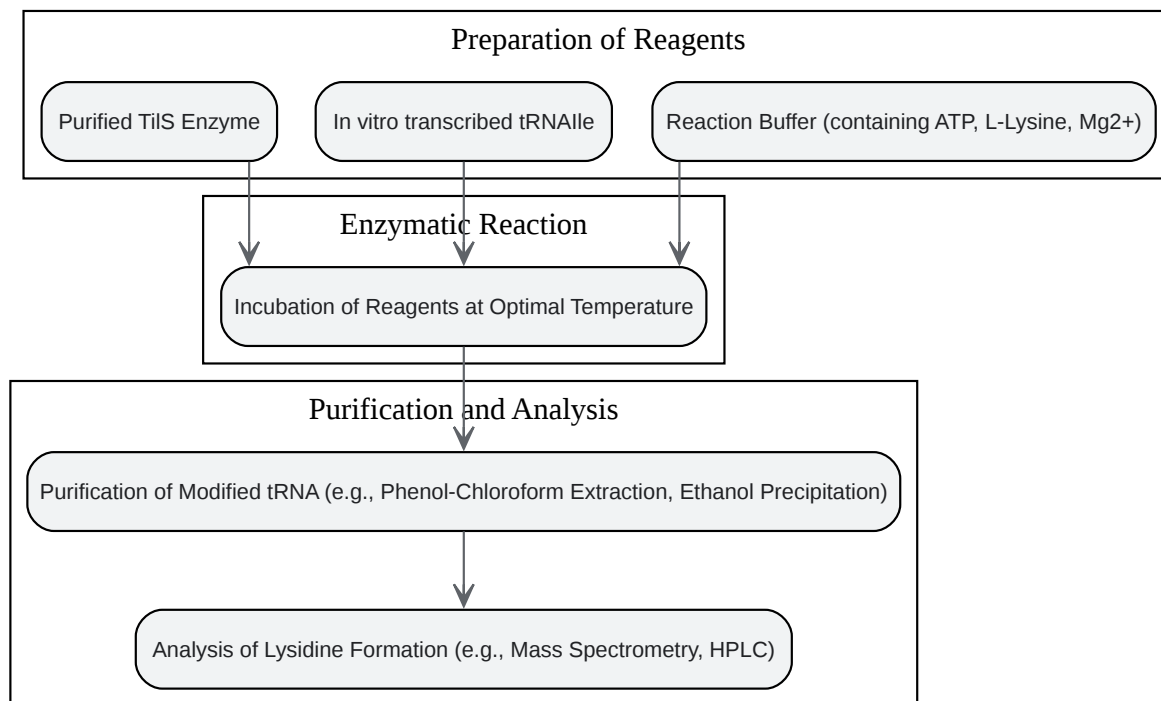 Preparation of Reagents
Purified TilS Enzyme
In vitro transcribed tRNAIle
Reaction Buffer (containing ATP, L-Lysine, Mg2+)
Enzymatic Reaction
Incubation of Reagents at Optimal Temperature
Purification and Analysis
Purification of Modified tRNA (e.g., Phenol-Chloroform Extraction, Ethanol Precipitation)
Analysis of Lysidine Formation (e.g., Mass Spectrometry, HPLC)